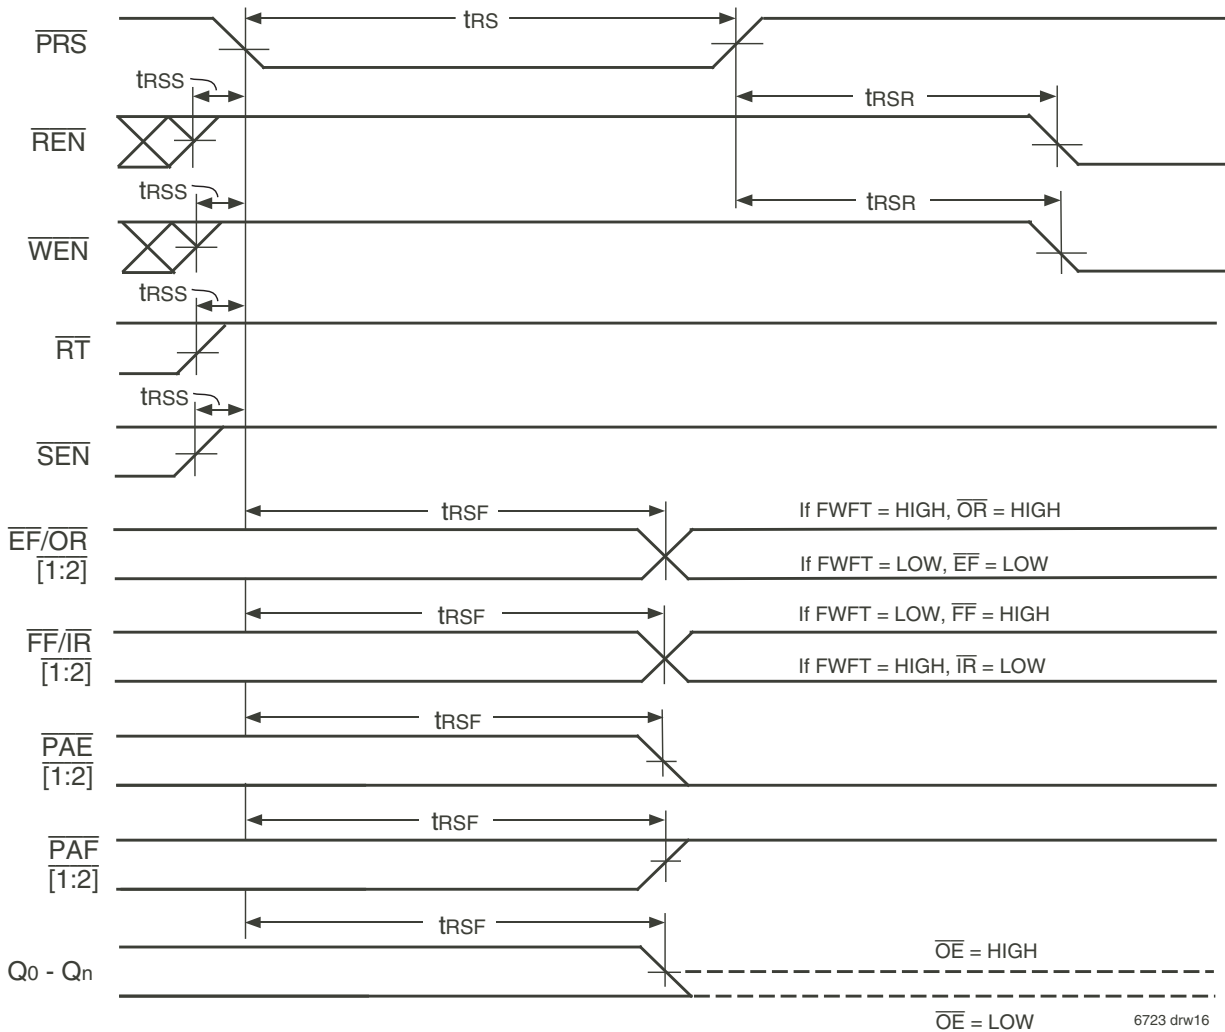 tRS
PRS
tRSS
tRSR
REN
tRSS
tRSR
WEN
tRSS
RT
tRSS
SEN
tRSF
If FWFT = HIGH, OR = HIGH
EF/OR
[1:2]
If FWFT = LOW, EF = LOW
tRSF
If FWFT = LOW, FF = HIGH
FF/IR
[1:2]
If FWFT = HIGH, IR = LOW
tRSF
PAE
[1:2]
tRSF
PAF
[1:2]
tRSF
OE = HIGH
Q0 - Qn
OE = LOW
6723 drw16